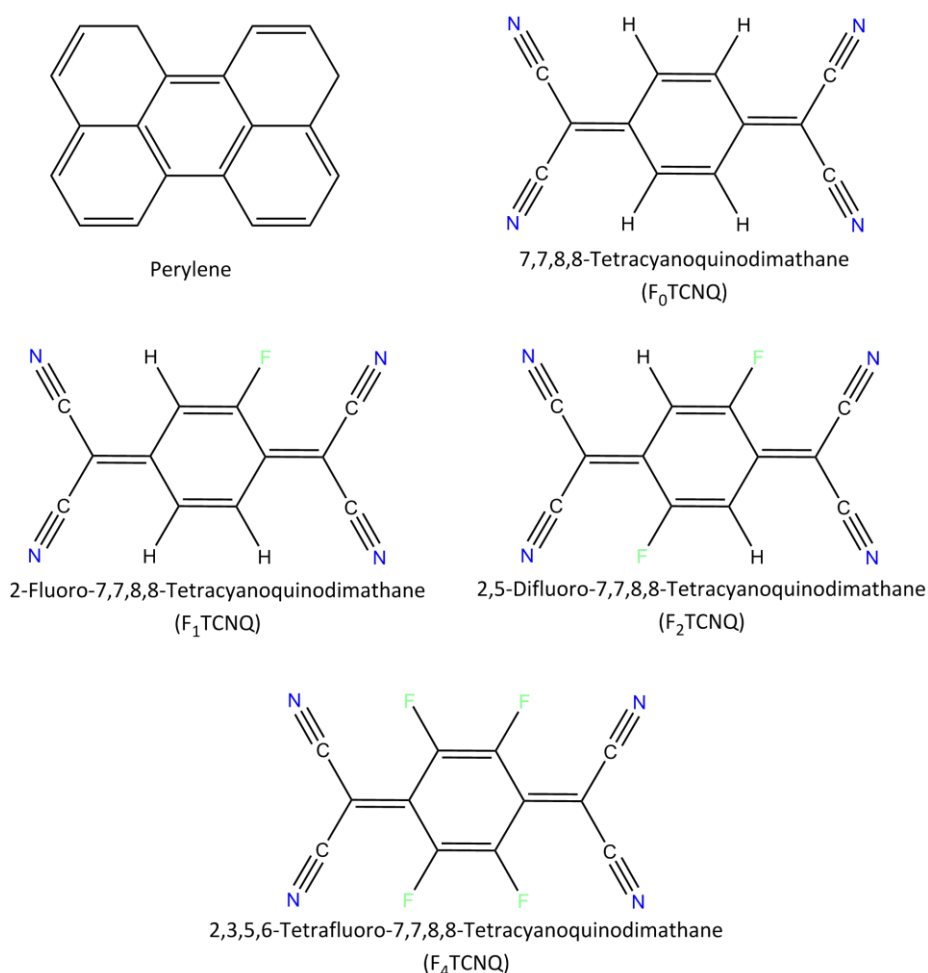 N N
C C
H H
C C
N N
Perylene
H H
7,7,8,8-Tetracyanoquinodimathane
(F₀TCNQ)
N H F N
C C
C C
N H H N
2-Fluoro-7,7,8,8-Tetracyanoquinodimathane
(F₁TCNQ)
N H F N
C C
C C
N F H N
2,5-Difluoro-7,7,8,8-Tetracyanoquinodimathane
(F₂TCNQ)
N F F N
C C
C C
N F F N
2,3,5,6-Tetrafluoro-7,7,8,8-Tetracyanoquinodimathane
(F₄TCNQ)